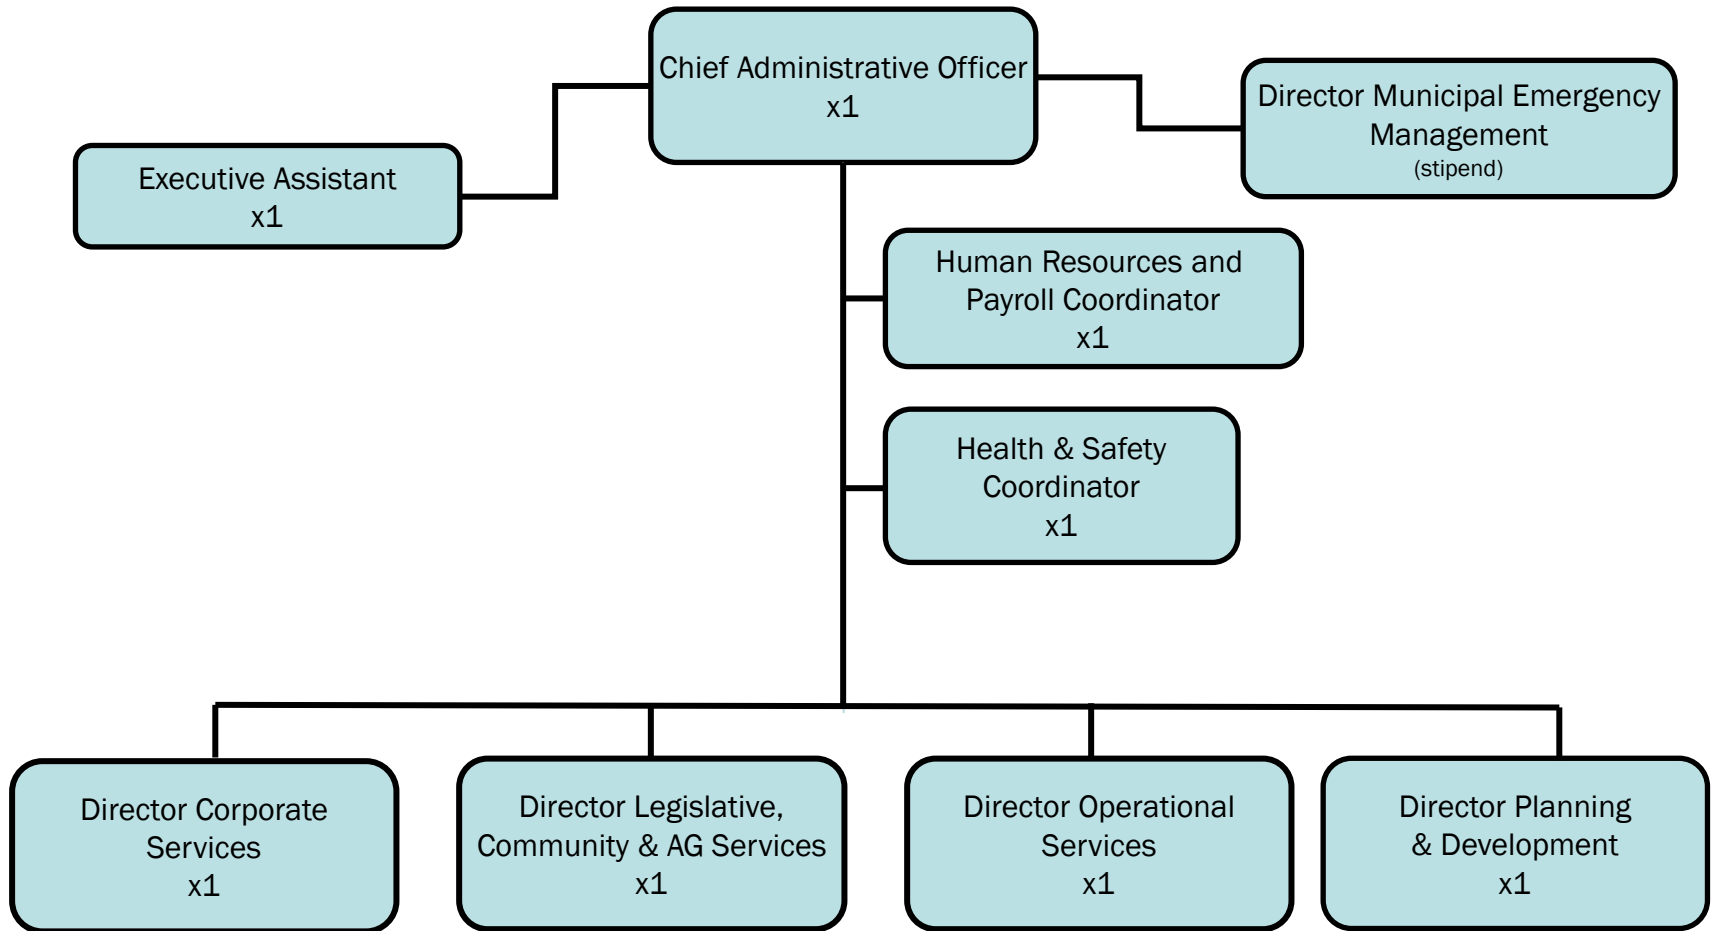 Chief Administrative Officer
x1
Director Municipal Emergency
Management
(stipend)
Executive Assistant
x1
Human Resources and
Payroll Coordinator
x1
Health & Safety
Coordinator
x1
Director Corporate
Services
x1
Director Legislative,
Community & AG Services
x1
Director Operational
Services
x1
Director Planning
& Development
x1